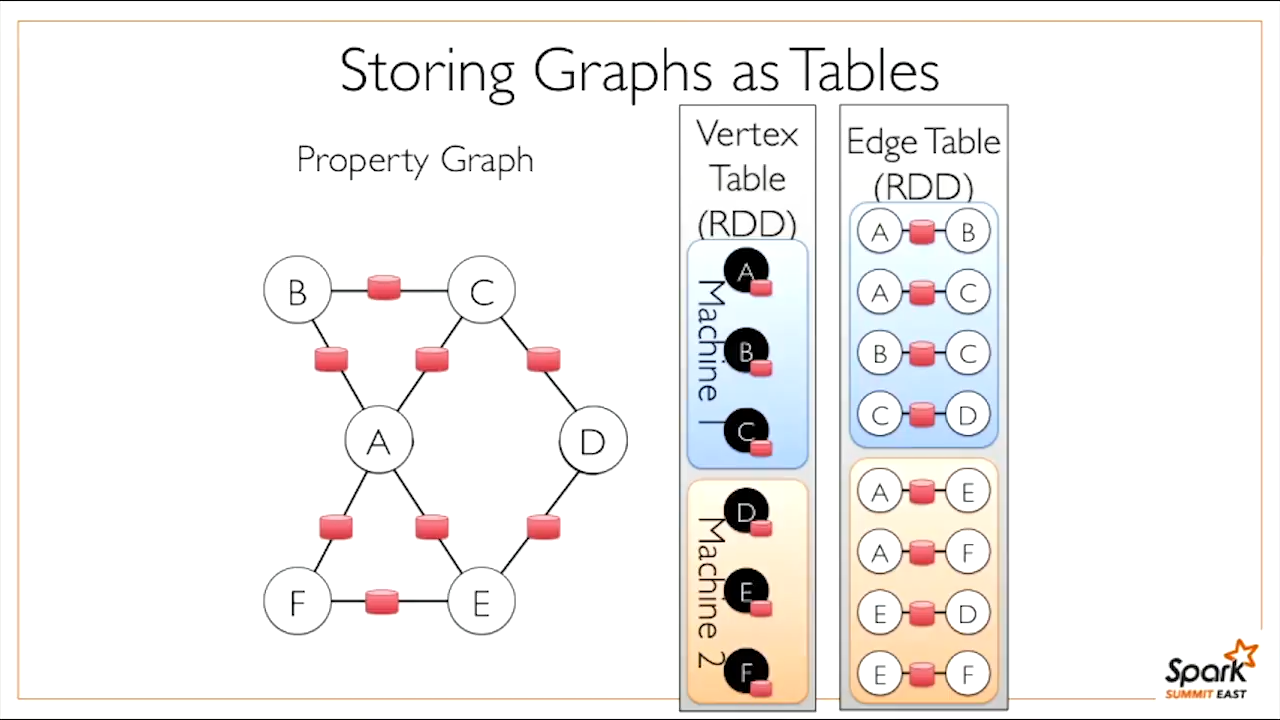 Storing Graphs as Tables
Property Graph
B
C
A
D
F
E
Vertex
Table
(RDD)
Machine 1
A
B
C
Machine 2
D
E
F
Edge Table
(RDD)
A B
A C
B C
C D
A E
A F
E D
E F
Spark
SUMMIT EAST